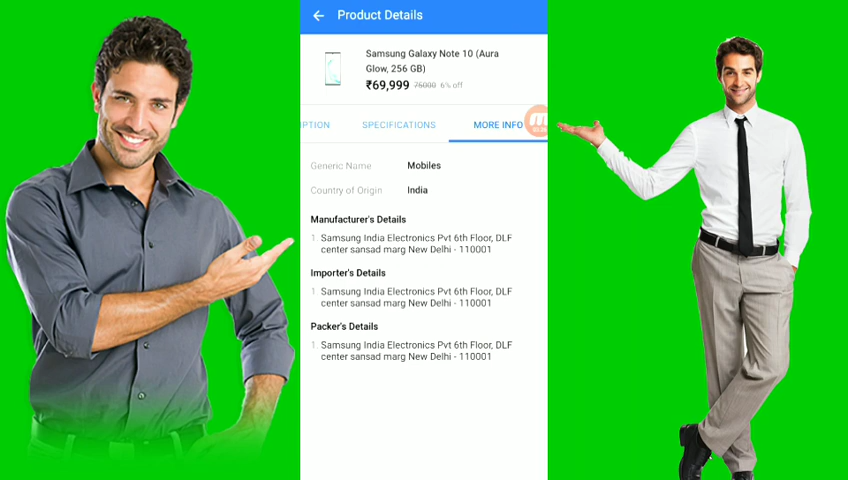 Product Details
Samsung Galaxy Note 10 (Aura
Glow, 256 GB)
₹69,999 75000 6% off
IPTION SPECIFICATIONS MORE INFO
Generic Name Mobiles
Country of Origin India
Manufacturer's Details
1. Samsung India Electronics Pvt 6th Floor, DLF
center sansad marg New Delhi - 110001
Importer's Details
1. Samsung India Electronics Pvt 6th Floor, DLF
center sansad marg New Delhi - 110001
Packer's Details
1. Samsung India Electronics Pvt 6th Floor, DLF
center sansad marg New Delhi - 110001